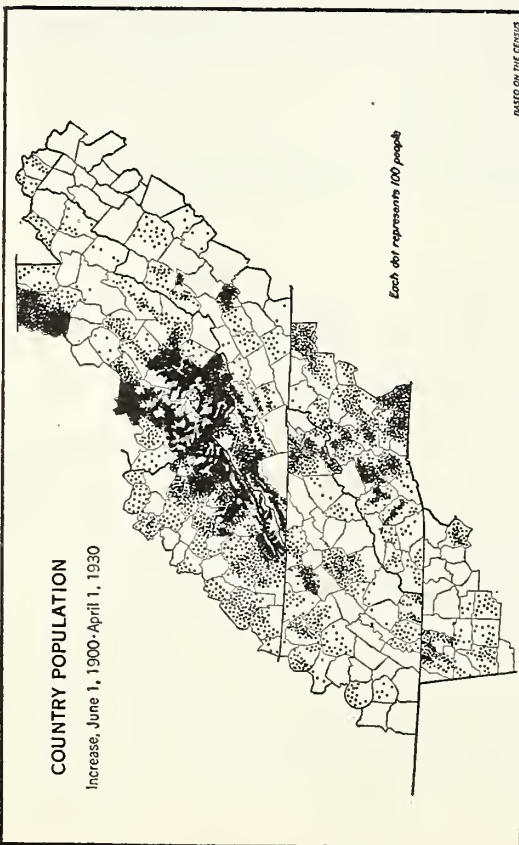 COUNTRY POPULATION
Increase, June 1, 1900-April 1, 1930
Each dot represents 100 people
BASED ON THE CENSUS